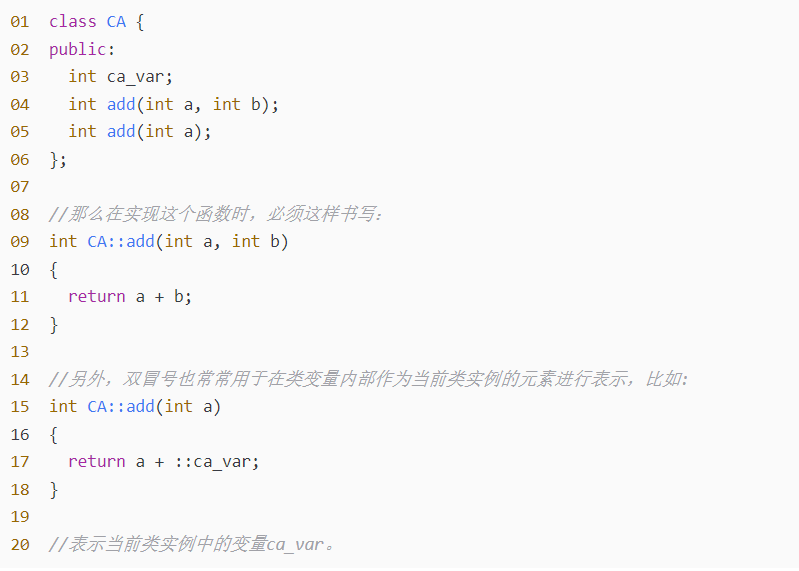 01 class CA {
02 public:
03   int ca_var;
04   int add(int a, int b);
05   int add(int a);
06 };
07
08 //那么在实现这个函数时，必须这样书写：
09 int CA::add(int a, int b)
10 {
11   return a + b;
12 }
13
14 //另外，双冒号也常常用于在类变量内部作为当前类实例的元素进行表示，比如:
15 int CA::add(int a)
16 {
17   return a + ::ca_var;
18 }
19
20 //表示当前类实例中的变量ca_var。